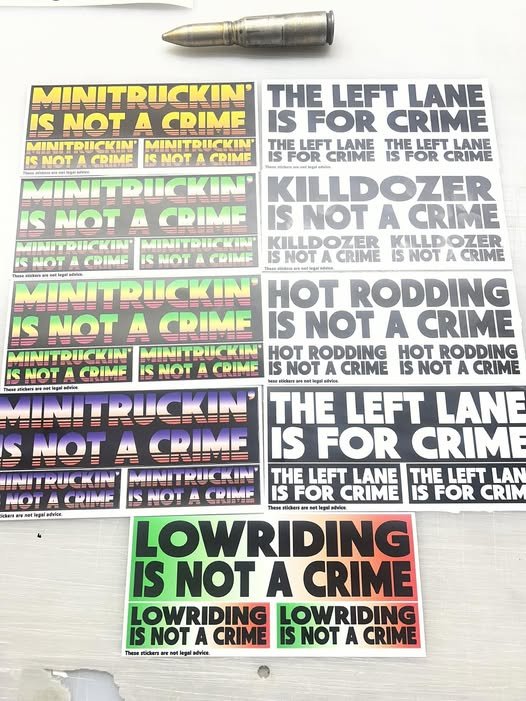 MINITRUCKIN'
IS NOT A CRIME
MINITRUCKIN' MINITRUCKIN'
IS NOT A CRIME IS NOT A CRIME
These stickers are not legal advice.
THE LEFT LANE
IS FOR CRIME
THE LEFT LANE THE LEFT LANE
IS FOR CRIME IS FOR CRIME
MINITRUCKIN'
IS NOT A CRIME
MINITRUCKIN' MINITRUCKIN'
IS NOT A CRIME IS NOT A CRIME
These stickers are not legal advice.
KILLDOZER
IS NOT A CRIME
KILLDOZER KILLDOZER
IS NOT A CRIME IS NOT A CRIME
MINITRUCKIN'
IS NOT A CRIME
MINITRUCKIN' MINITRUCKIN'
IS NOT A CRIME IS NOT A CRIME
These stickers are not legal advice.
HOT RODDING
IS NOT A CRIME
HOT RODDING HOT RODDING
IS NOT A CRIME IS NOT A CRIME
hese stickers are not legal advice.
MINITRUCKIN'
IS NOT A CRIME
MINITRUCKIN' MINITRUCKIN'
IS NOT A CRIME IS NOT A CRIME
stickers are not legal advice.
THE LEFT LANE
IS FOR CRIME
THE LEFT LANE THE LEFT LAN
IS FOR CRIME IS FOR CRIM
These stickers are not legal advice.
LOWRIDING
IS NOT A CRIME
LOWRIDING LOWRIDING
IS NOT A CRIME IS NOT A CRIME
These stickers are not legal advice.